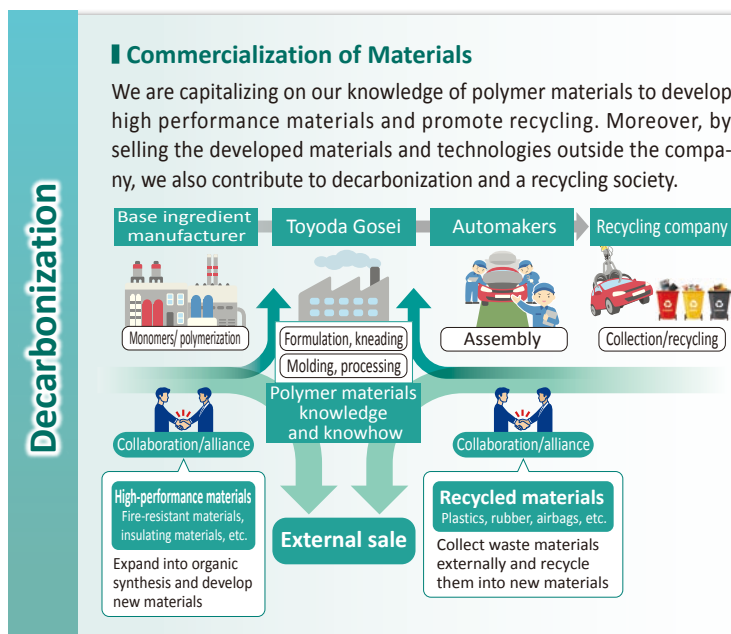 Decarbonization
Commercialization of Materials
We are capitalizing on our knowledge of polymer materials to develop
high performance materials and promote recycling. Moreover, by
selling the developed materials and technologies outside the compa-
ny, we also contribute to decarbonization and a recycling society.
Base ingredient
manufacturer
Toyoda Gosei
Automakers
Recycling company
Monomers/ polymerization
Formulation, kneading
Molding, processing
Assembly
Collection/recycling
Polymer materials
knowledge
and knowhow
Collaboration/alliance
Collaboration/alliance
High-performance materials
Fire-resistant materials,
insulating materials, etc.
Expand into organic
synthesis and develop
new materials
External sale
Recycled materials
Plastics, rubber, airbags, etc.
Collect waste materials
externally and recycle
them into new materials